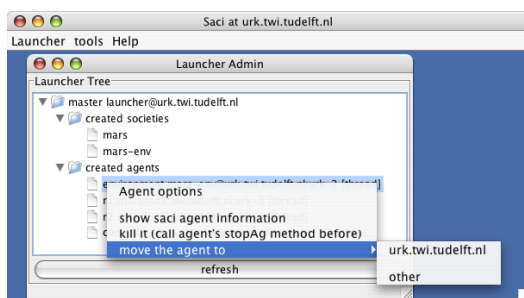 Saci at urk.twi.tudelft.nl
Launcher tools Help
Launcher Admin
Launcher Tree
master launcher@urk.twi.tudelft.nl
created societies
mars
mars-env
created agents
Agent options
show saci agent information
kill it (call agent's stopAg method before)
move the agent to
urk.twi.tudelft.nl
other
refresh